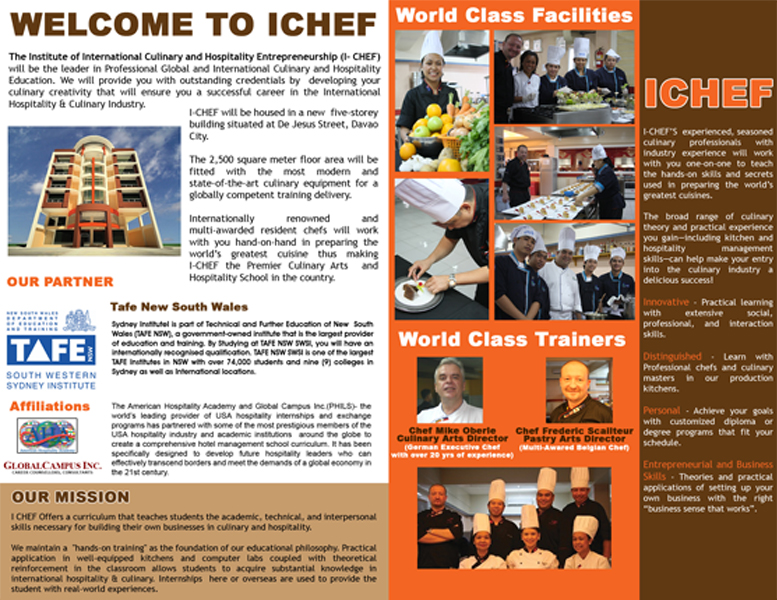 WELCOME TO ICHEF
The Institute of International Culinary and Hospitality Entrepreneurship (I- CHEF)
will be the leader in Professional Global and International Culinary and Hospitality
Education. We will provide you with outstanding credentials by developing your
culinary creativity that will ensure you a successful career in the International
Hospitality & Culinary Industry.
I-CHEF will be housed in a new five-storey
building situated at De Jesus Street, Davao
City.
The 2,500 square meter floor area will be
fitted with the most modern and
state-of-the-art culinary equipment for a
globally competent training delivery.
Internationally renowned and
multi-awarded resident chefs will work
with you hand-on-hand in preparing the
world's greatest cuisine thus making
I-CHEF the Premier Culinary Arts and
Hospitality School in the country.
OUR PARTNER
NEW SOUTH WALES
DEPARTMENT
OF EDUCATION
AND TRAINING
TAFE NSW
SOUTH WESTERN
SYDNEY INSTITUTE
Tafe New South Wales
Sydney Institutel is part of Technical and Further Education of New South
Wales (TAFE NSW), a government-owned institute that is the largest provider
of education and training. By Studying at TAFE NSW SWSI, you will have an
internationally recognised qualification. TAFE NSW SWSI is one of the largest
TAFE Institutes in NSW with over 74,000 students and nine (9) colleges in
Sydney as well as International locations.
Affiliations
GLOBALCAMPUS INC.
CAREER COUNSELLORS, CONSULTANTS
The American Hospitality Academy and Global Campus Inc.(PHILS)- the
world's leading provider of USA hospitality internships and exchange
programs has partnered with some of the most prestigious members of the
USA hospitality industry and academic institutions around the globe to
create a comprehensive hotel management school curriculum. It has been
specifically designed to develop future hospitality leaders who can
effectively transcend borders and meet the demands of a global economy in
the 21st century.
OUR MISSION
I CHEF Offers a curriculum that teaches students the academic, technical, and interpersonal
skills necessary for building their own businesses in culinary and hospitality.
We maintain a "hands-on training" as the foundation of our educational philosophy. Practical
application in well-equipped kitchens and computer labs coupled with theoretical
reinforcement in the classroom allows students to acquire substantial knowledge in
international hospitality & culinary. Internships here or overseas are used to provide the
student with real-world experiences.
World Class Facilities
World Class Trainers
Chef Mike Oberle
Culinary Arts Director
(German Executive Chef
with over 20 yrs of experience)
Chef Frederic Scailteur
Pastry Arts Director
(Multi-Awared Belgian Chef)
ICHEF
I-CHEF'S experienced, seasoned
culinary professionals with
industry experience will work
with you one-on-one to teach
the hands-on skills and secrets
used in preparing the world's
greatest cuisines.
The broad range of culinary
theory and practical experience
you gain—including kitchen and
hospitality management
skills—can help make your entry
into the culinary industry a
delicious success!
Innovative - Practical learning
with extensive social,
professional, and interaction
skills.
Distinguished - Learn with
Professional chefs and culinary
masters in our production
kitchens.
Personal - Achieve your goals
with customized diploma or
degree programs that fit your
schedule.
Entrepreneurial and Business
Skills - Theories and practical
applications of setting up your
own business with the right
"business sense that works".